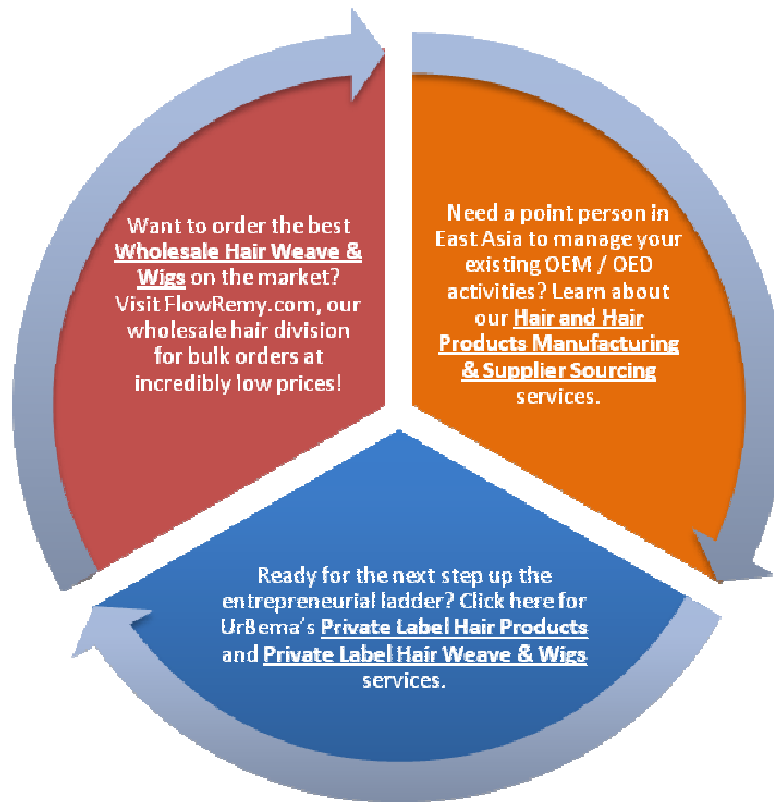 Want to order the best
Wholesale Hair Weave &
Wigs on the market?
Visit FlowRemy.com, our
wholesale hair division
for bulk orders at
incredibly low prices!
Need a point person in
East Asia to manage your
existing OEM / OED
activities? Learn about
our Hair and Hair
Products Manufacturing
& Supplier Sourcing
services.
Ready for the next step up the
entrepreneurial ladder? Click here for
UrBema's Private Label Hair Products
and Private Label Hair Weave & Wigs
services.